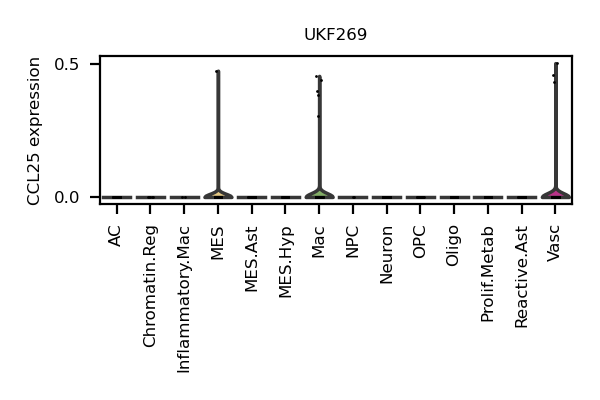 UKF269
CCL25 expression
0.5
0.0
AC
Chromatin.Reg
Inflammatory.Mac
MES
MES.Ast
MES.Hyp
Mac
NPC
Neuron
OPC
Oligo
Prolif.Metab
Reactive.Ast
Vasc